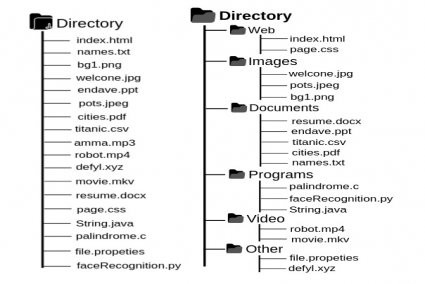 Directory
index.html
names.txt
bg1.png
welcone.jpg
endave.ppt
pots.jpeg
cities.pdf
titanic.csv
amma.mp3
robot.mp4
defyl.xyz
movie.mkv
resume.docx
page.css
String.java
palindrome.c
file.propeties
faceRecognition.py
Directory
Web
index.html
page.css
Images
welcone.jpg
pots.jpeg
bg1.png
Documents
resume.docx
endave.ppt
titanic.csv
cities.pdf
names.txt
Programs
palindrome.c
faceRecognition.py
String.java
Video
robot.mp4
movie.mkv
Other
file.propeties
defyl.xyz